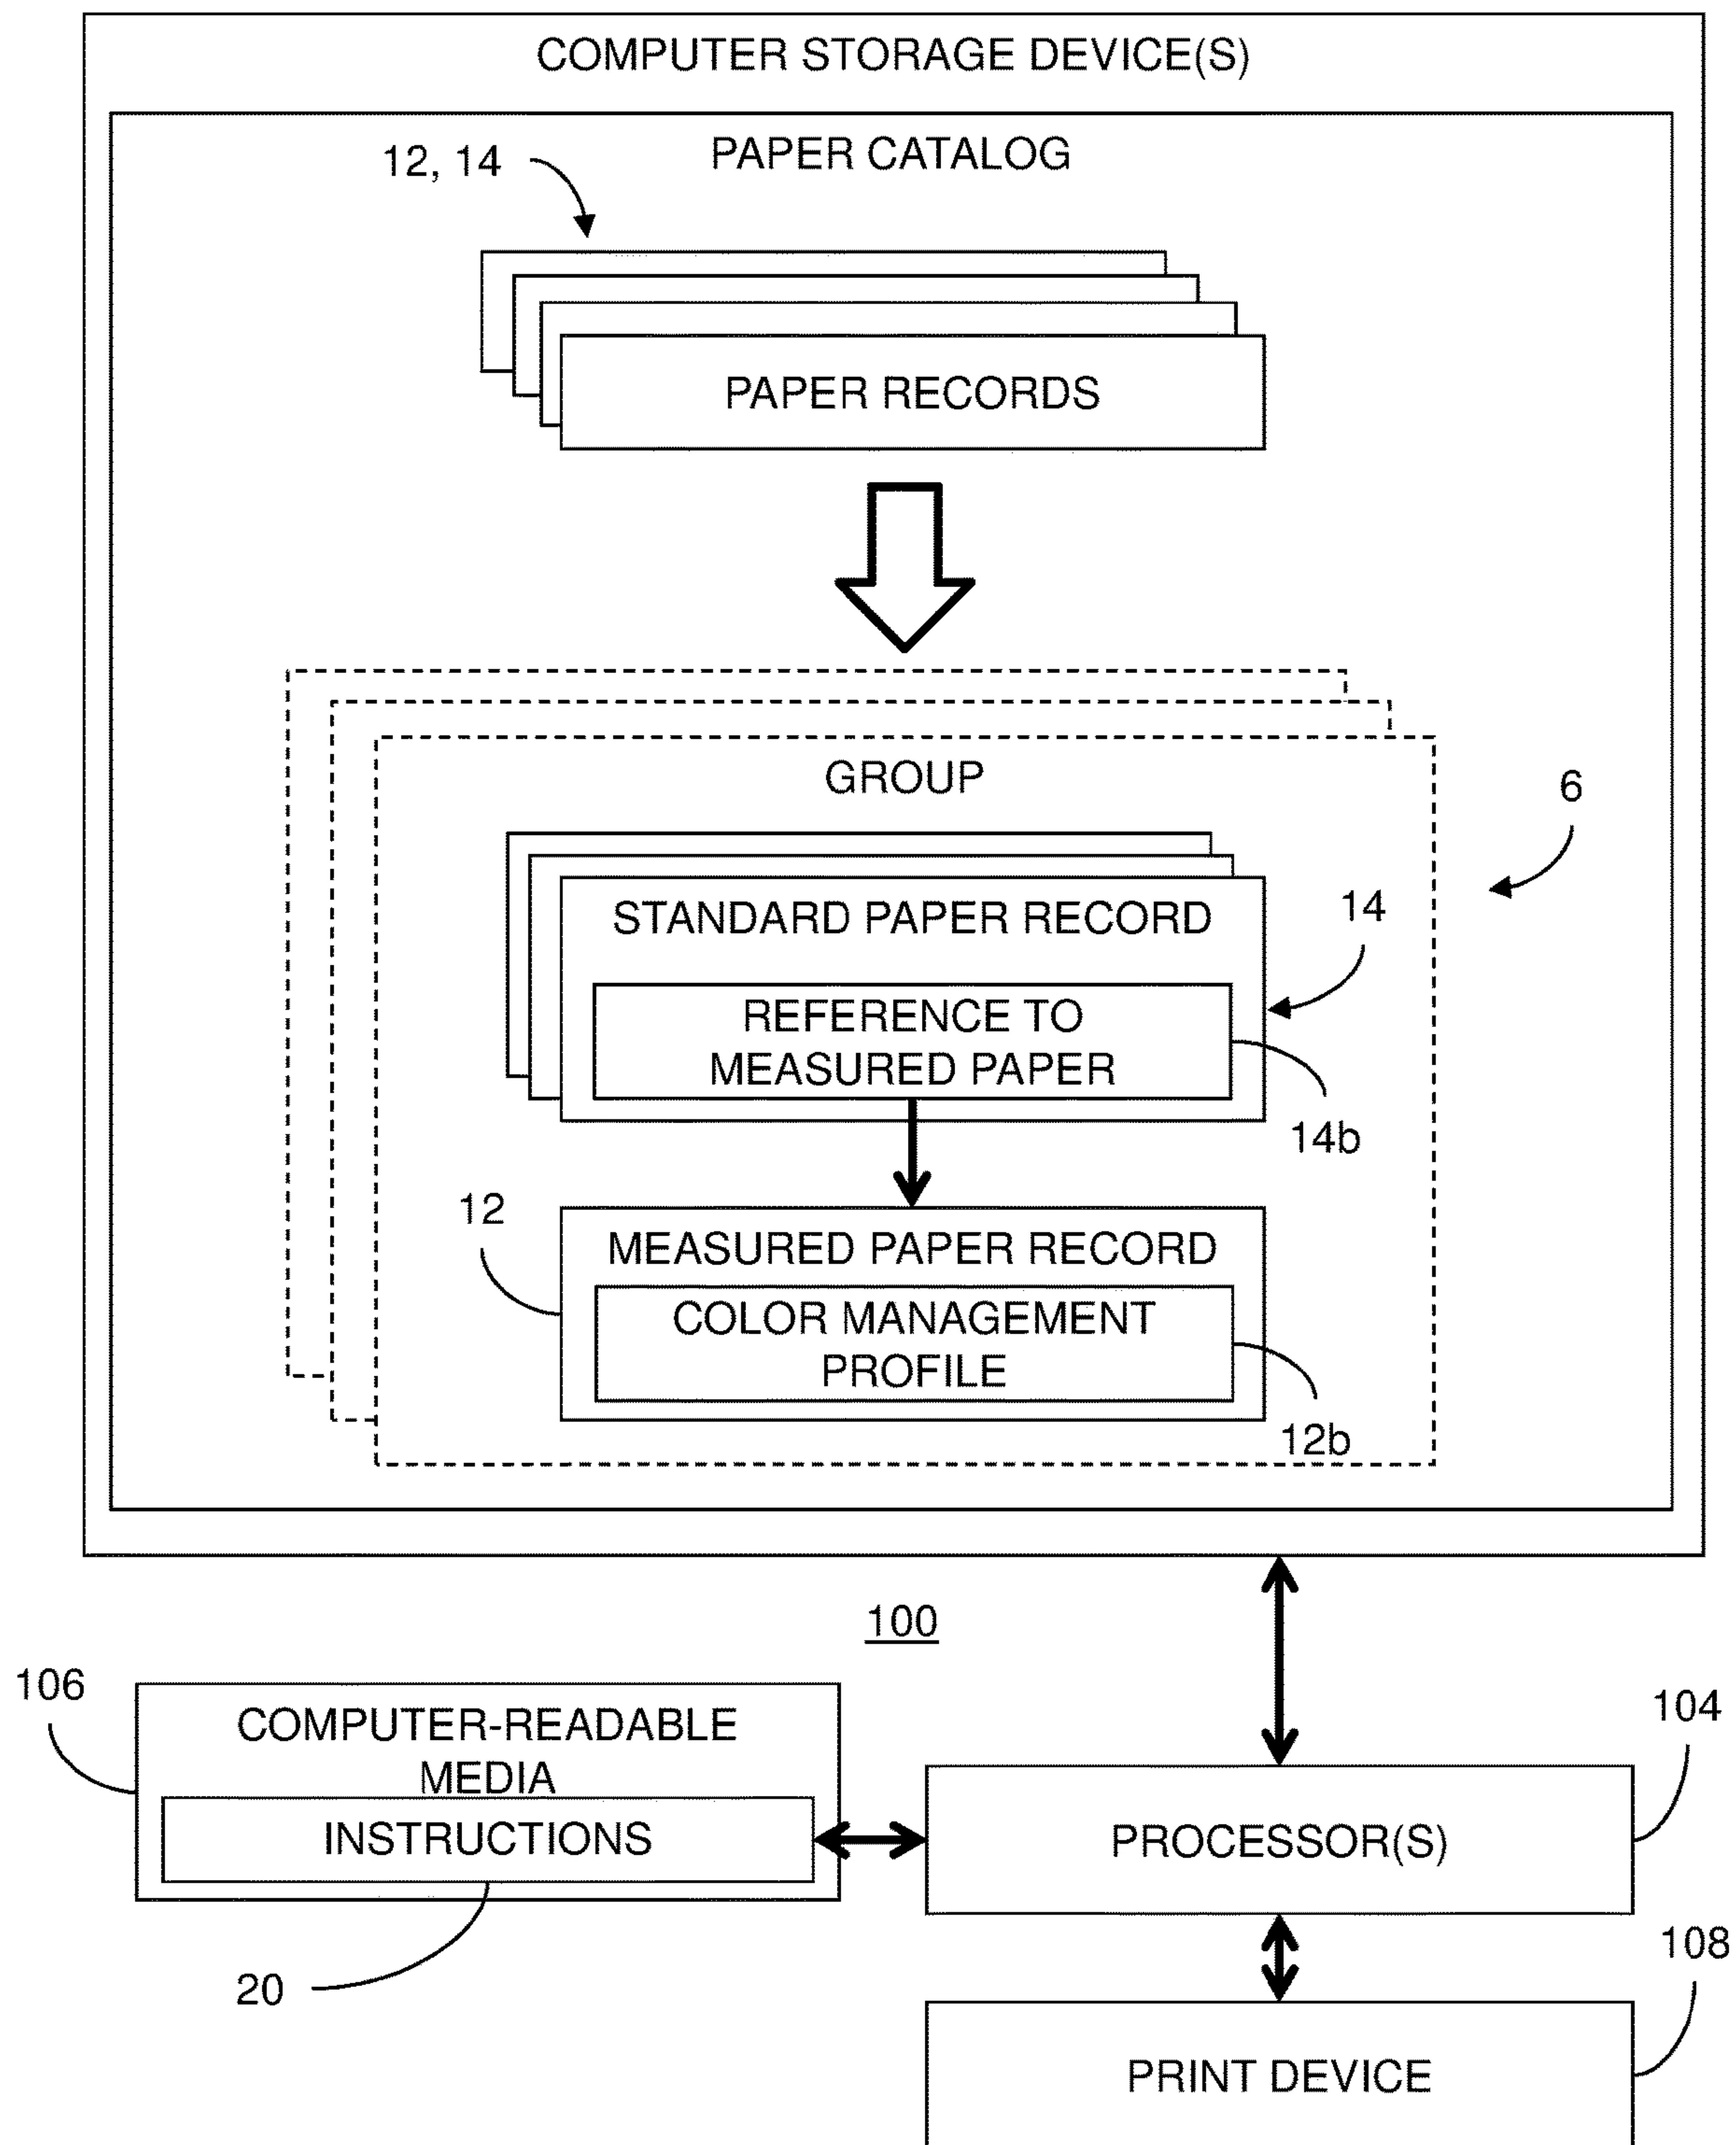 COMPUTER STORAGE DEVICE(S)
PAPER CATALOG
12, 14
PAPER RECORDS
GROUP
6
STANDARD PAPER RECORD
14
REFERENCE TO
MEASURED PAPER
14b
12
MEASURED PAPER RECORD
COLOR MANAGEMENT
PROFILE
12b
100
106
COMPUTER-READABLE
MEDIA
INSTRUCTIONS
20
104
PROCESSOR(S)
108
PRINT DEVICE